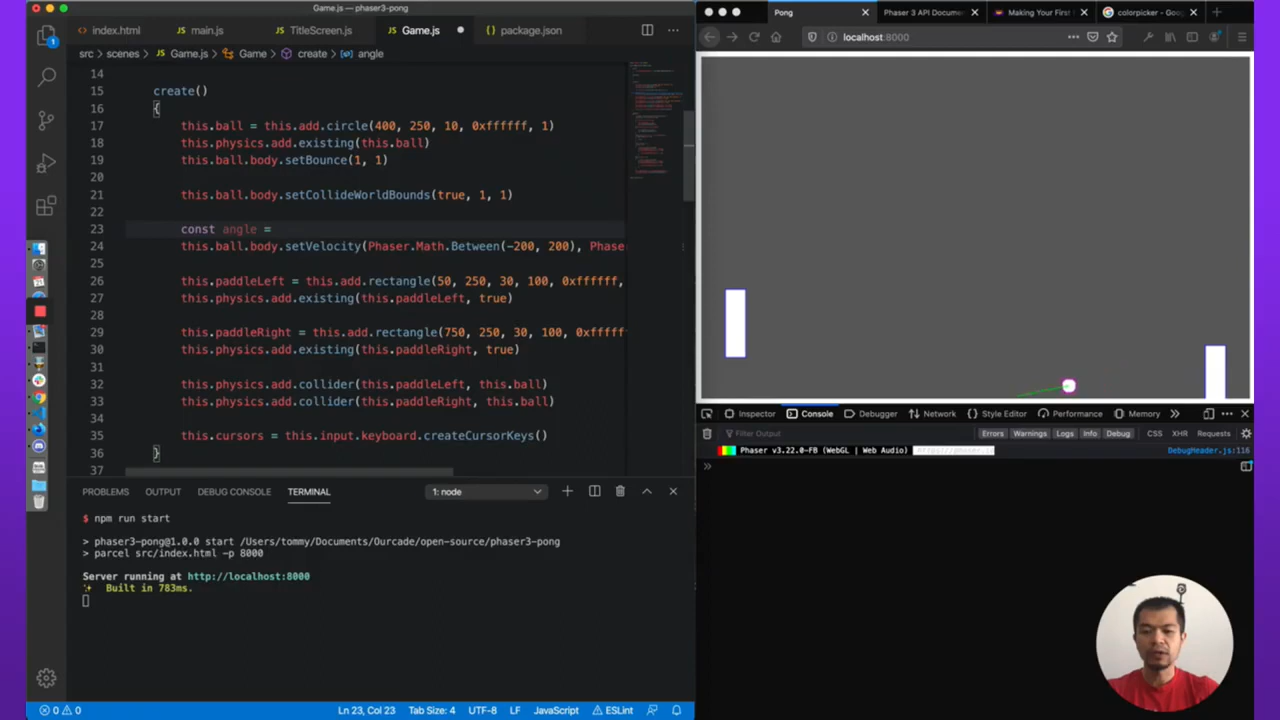 Game.js — phaser3-pong
index.html
main.js
TitleScreen.js
Game.js
package.json
src > scenes > Game.js > Game > create > angle
14
15 create()
16 {
17 this.ball = this.add.circle(400, 250, 10, 0xffffff, 1)
18 this.physics.add.existing(this.ball)
19 this.ball.body.setBounce(1, 1)
20
21 this.ball.body.setCollideWorldBounds(true, 1, 1)
22
23 const angle =
24 this.ball.body.setVelocity(Phaser.Math.Between(-200, 200), Phase
25
26 this.paddleLeft = this.add.rectangle(50, 250, 30, 100, 0xffffff,
27 this.physics.add.existing(this.paddleLeft, true)
28
29 this.paddleRight = this.add.rectangle(750, 250, 30, 100, 0xfffff
30 this.physics.add.existing(this.paddleRight, true)
31
32 this.physics.add.collider(this.paddleLeft, this.ball)
33 this.physics.add.collider(this.paddleRight, this.ball)
34
35 this.cursors = this.input.keyboard.createCursorKeys()
36 }
37
PROBLEMS OUTPUT DEBUG CONSOLE TERMINAL 1: node
$ npm run start
> phaser3-pong@1.0.0 start /Users/tommy/Documents/Ourcade/open-source/phaser3-pong
> parcel src/index.html -p 8000
Server running at http://localhost:8000
Built in 783ms.
0 0 Ln 23, Col 23 Tab Size: 4 UTF-8 LF JavaScript ESLint
Pong
Phaser 3 API Documen
Making Your First
colorpicker - Goog
localhost:8000
Inspector Console Debugger Network Style Editor Performance Memory
Filter Output Errors Warnings Logs Info Debug CSS XHR Requests
Phaser v3.22.0-FB (WebGL | Web Audio) DebugHeader.js:116